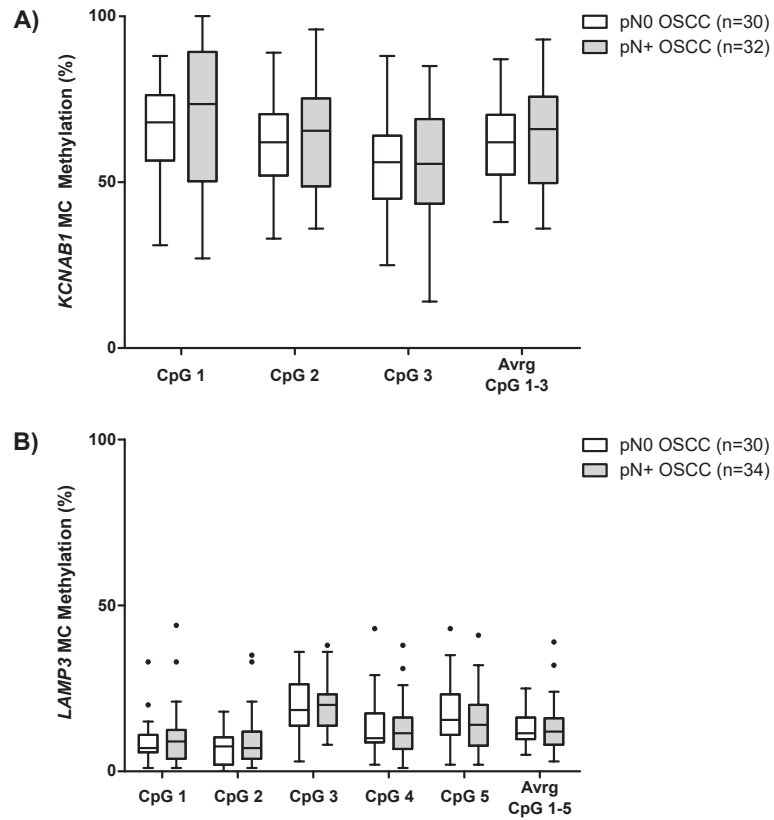 A)
KCNAB1 MC Methylation (%)
100
50
0
CpG 1
CpG 2
CpG 3
Avrg
CpG 1-3
pN0 OSCC (n=30)
pN+ OSCC (n=32)
B)
LAMP3 MC Methylation (%)
100
50
0
CpG 1
CpG 2
CpG 3
CpG 4
CpG 5
Avrg
CpG 1-5
pN0 OSCC (n=30)
pN+ OSCC (n=34)